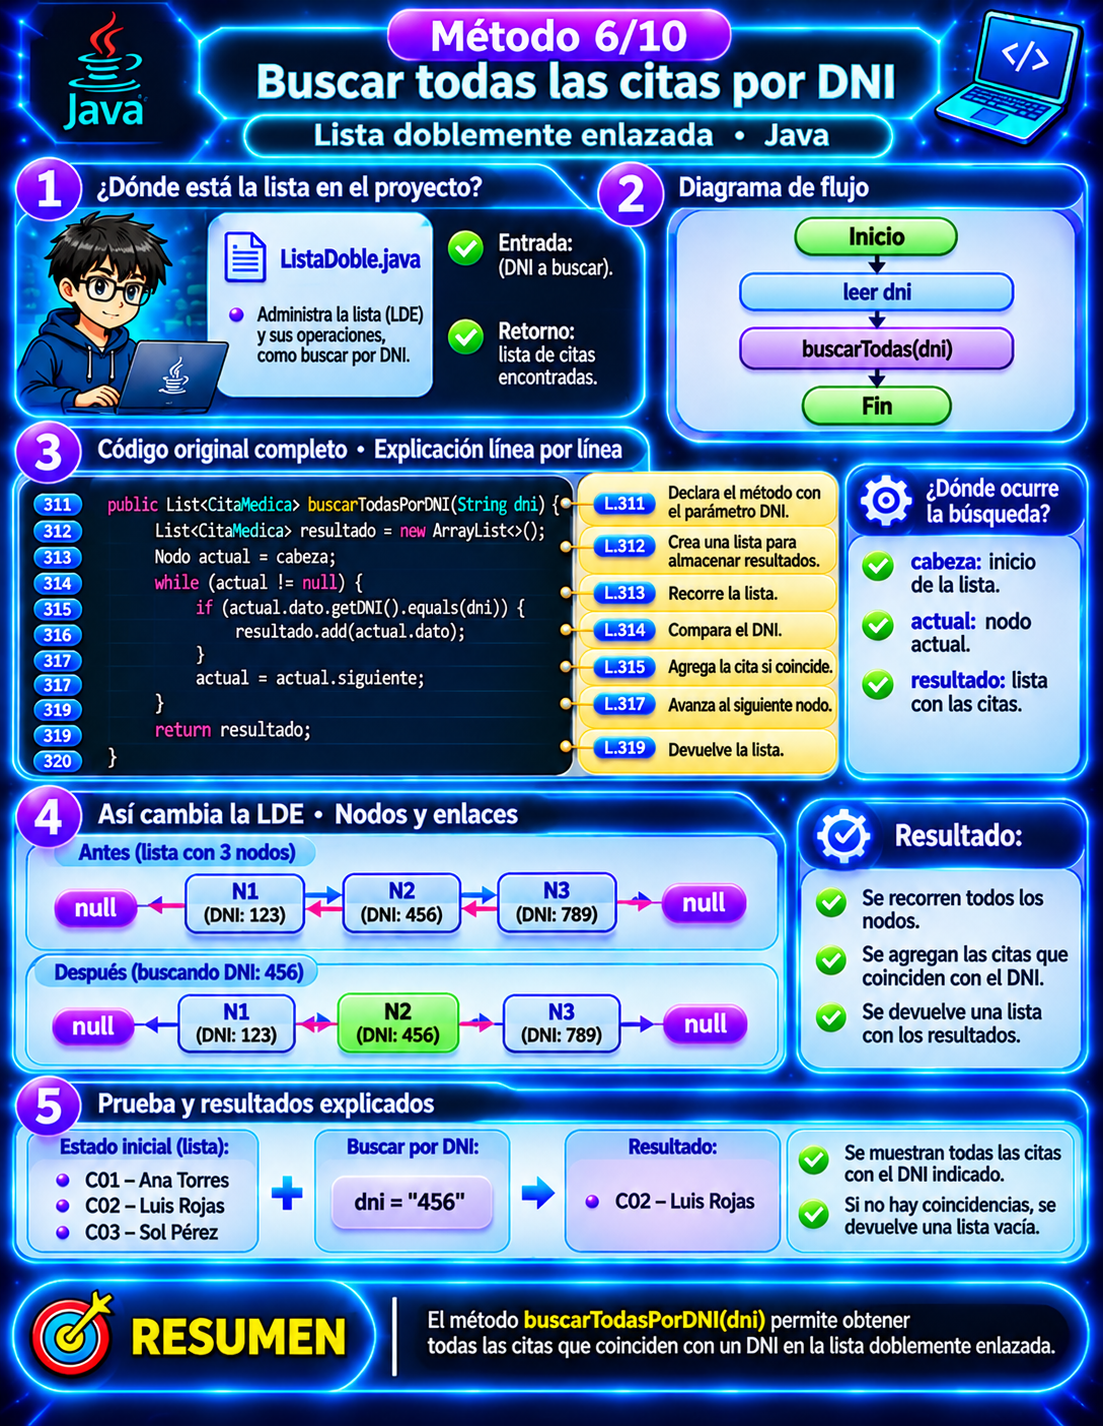 Java
Método 6/10
Buscar todas las citas por DNI
Lista doblemente enlazada • Java
</>
1
¿Dónde está la lista en el proyecto?
ListaDoble.java
Administra la lista (LDE)
y sus operaciones,
como buscar por DNI.
Entrada:
(DNI a buscar).
Retorno:
lista de citas
encontradas.
2
Diagrama de flujo
Inicio
leer dni
buscarTodas(dni)
Fin
3
Código original completo • Explicación línea por línea
311 public List<CitaMedica> buscarTodasPorDNI(String dni) {
312 List<CitaMedica> resultado = new ArrayList<>();
313 Nodo actual = cabeza;
314 while (actual != null) {
315 if (actual.dato.getDNI().equals(dni)) {
316 resultado.add(actual.dato);
317 }
317 actual = actual.siguiente;
319 }
319 return resultado;
320 }
L.311 Declara el método con
el parámetro DNI.
L.312 Crea una lista para
almacenar resultados.
L.313 Recorre la lista.
L.314 Compara el DNI.
L.315 Agrega la cita si coincide.
L.317 Avanza al siguiente nodo.
L.319 Devuelve la lista.
¿Dónde ocurre
la búsqueda?
cabeza: inicio
de la lista.
actual: nodo
actual.
resultado: lista
con las citas.
4
Así cambia la LDE • Nodos y enlaces
Antes (lista con 3 nodos)
null
N1
(DNI: 123)
N2
(DNI: 456)
N3
(DNI: 789)
null
Después (buscando DNI: 456)
null
N1
(DNI: 123)
N2
(DNI: 456)
N3
(DNI: 789)
null
Resultado:
Se recorren todos los
nodos.
Se agregan las citas que
coinciden con el DNI.
Se devuelve una lista
con los resultados.
5
Prueba y resultados explicados
Estado inicial (lista):
C01 – Ana Torres
C02 – Luis Rojas
C03 – Sol Pérez
Buscar por DNI:
dni = "456"
Resultado:
C02 – Luis Rojas
Se muestran todas las citas
con el DNI indicado.
Si no hay coincidencias, se
devuelve una lista vacía.
RESUMEN
El método buscarTodasPorDNI(dni) permite obtener
todas las citas que coinciden con un DNI en la lista doblemente enlazada.